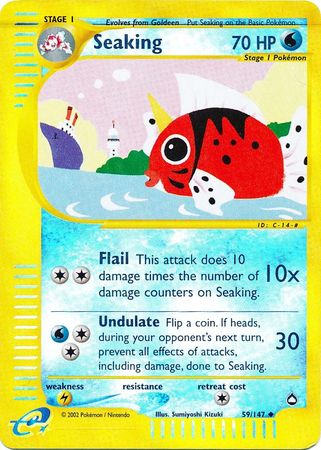 STAGE 1
Evolves from Goldeen Put Seaking on the Basic Pokémon
Seaking 70 HP
Stage 1 Pokémon
ID: C-14-#
Flail This attack does 10
damage times the number of
damage counters on Seaking.
10x
Undulate Flip a coin. If heads,
during your opponent's next turn,
prevent all effects of attacks,
including damage, done to Seaking.
30
weakness resistance retreat cost
e
© 2002 Pokémon / Nintendo Illus. Sumiyoshi Kizuki 59/147